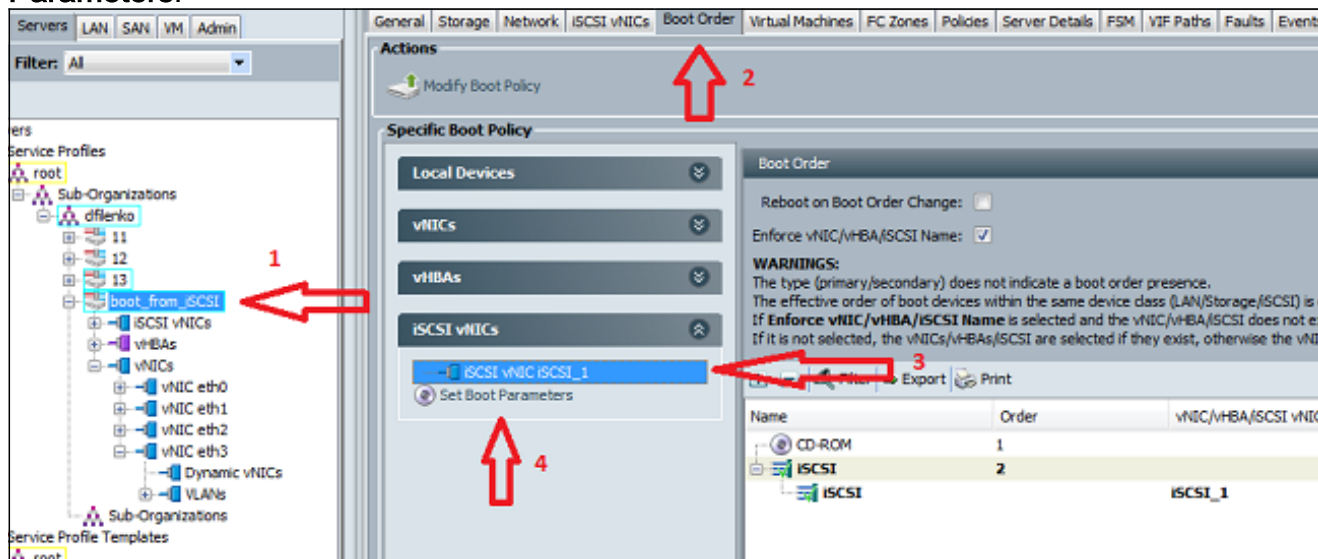 Parameters.
Servers LAN SAN VM Admin
Filter: All
ers
Service Profiles
root
Sub-Organizations
dfilenko
11
12
13
boot_from_iSCSI
iSCSI vNICs
vHBAs
vNICs
vNIC eth0
vNIC eth1
vNIC eth2
vNIC eth3
Dynamic vNICs
VLANs
Sub-Organizations
Service Profile Templates
root
1
General Storage Network iSCSI vNICs Boot Order Virtual Machines FC Zones Policies Server Details FSM VIF Paths Faults Events
Actions
Modify Boot Policy
2
Specific Boot Policy
Local Devices
vNICs
vHBAs
iSCSI vNICs
iSCSI vNIC iSCSI_1
Set Boot Parameters
3
4
Boot Order
Reboot on Boot Order Change:
Enforce vNIC/vHBA/iSCSI Name:
WARNINGS:
The type (primary/secondary) does not indicate a boot order presence.
The effective order of boot devices within the same device class (LAN/Storage/iSCSI) is
If Enforce vNIC/vHBA/iSCSI Name is selected and the vNIC/vHBA/iSCSI does not
If it is not selected, the vNICs/vHBAs/iSCSI are selected if they exist, otherwise the
Export Print
Name Order vNIC/vHBA/iSCSI vNIC
CD-ROM 1
iSCSI 2
iSCSI iSCSI_1